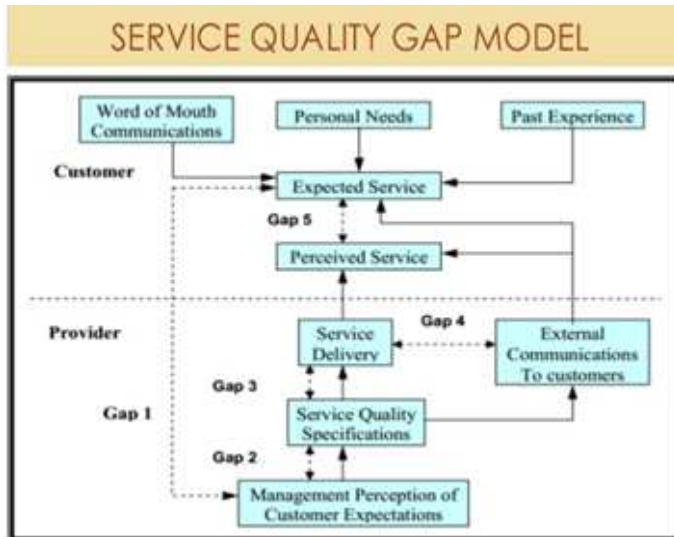 SERVICE QUALITY GAP MODEL
Word of Mouth
Communications
Personal Needs
Past Experience
Customer
Expected Service
Gap 5
Perceived Service
Provider
Service
Delivery
Gap 4
External
Communications
To customers
Gap 3
Gap 1
Service Quality
Specifications
Gap 2
Management Perception of
Customer Expectations